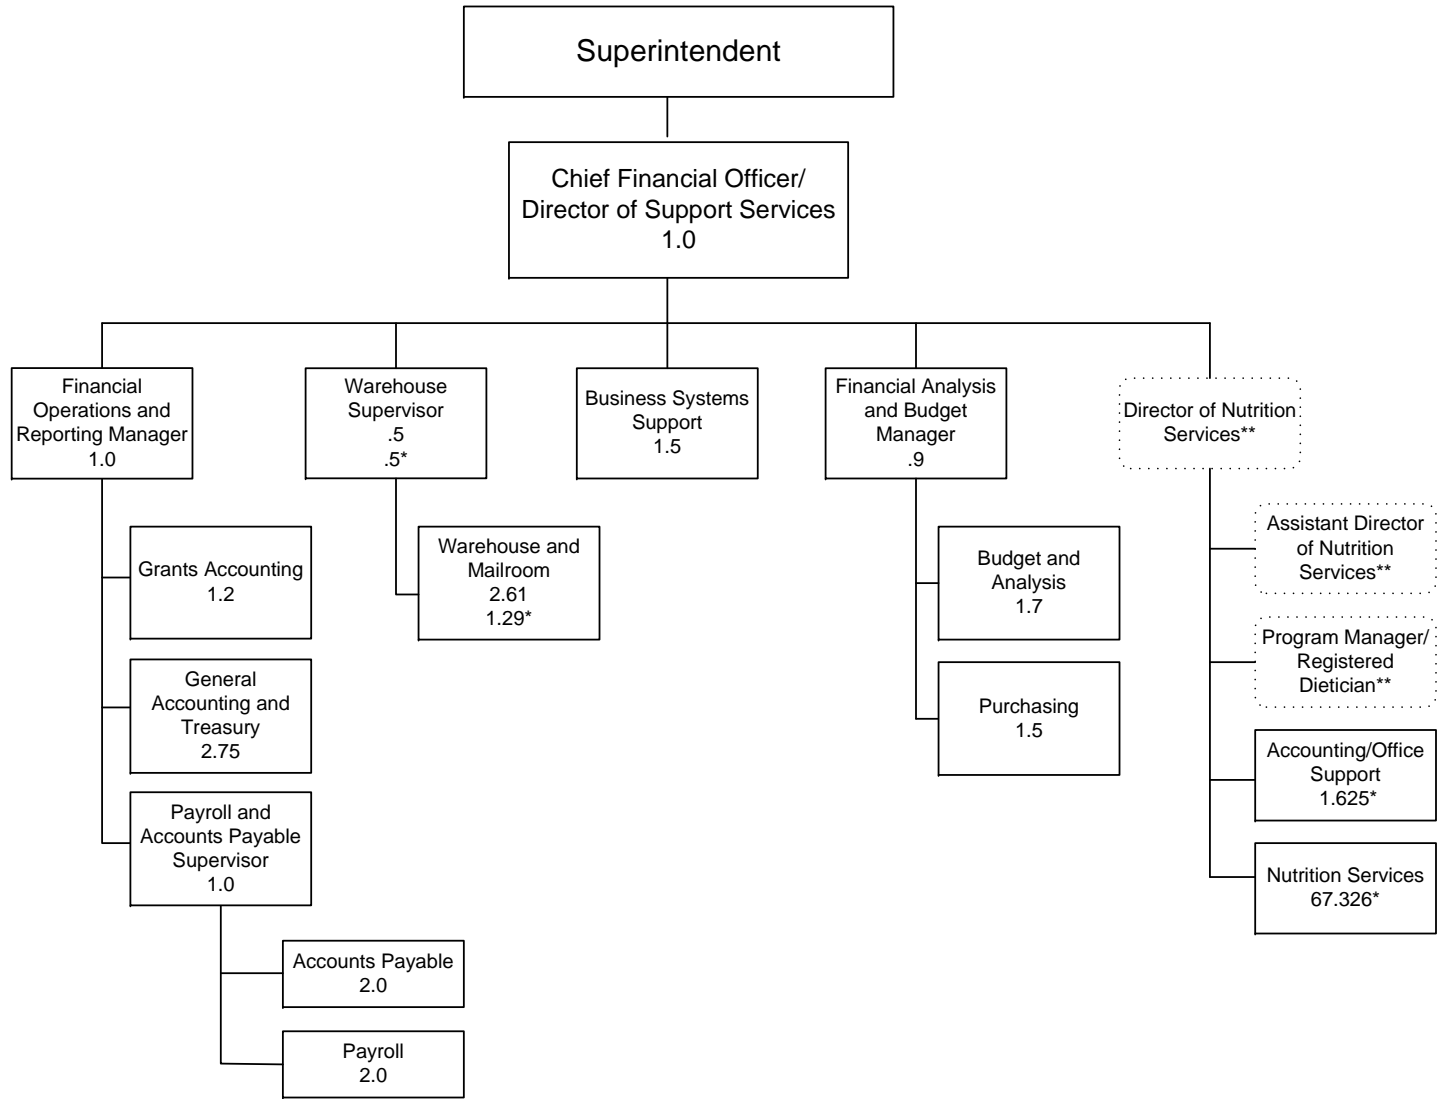 Superintendent
Chief Financial Officer/
Director of Support Services
1.0
Financial
Operations and
Reporting Manager
1.0
Warehouse
Supervisor
.5
.5*
Business Systems
Support
1.5
Financial Analysis
and Budget
Manager
.9
Director of Nutrition
Services**
Grants Accounting
1.2
General
Accounting and
Treasury
2.75
Payroll and
Accounts Payable
Supervisor
1.0
Accounts Payable
2.0
Payroll
2.0
Warehouse and
Mailroom
2.61
1.29*
Budget and
Analysis
1.7
Purchasing
1.5
Assistant Director
of Nutrition
Services**
Program Manager/
Registered
Dietician**
Accounting/Office
Support
1.625*
Nutrition Services
67.326*